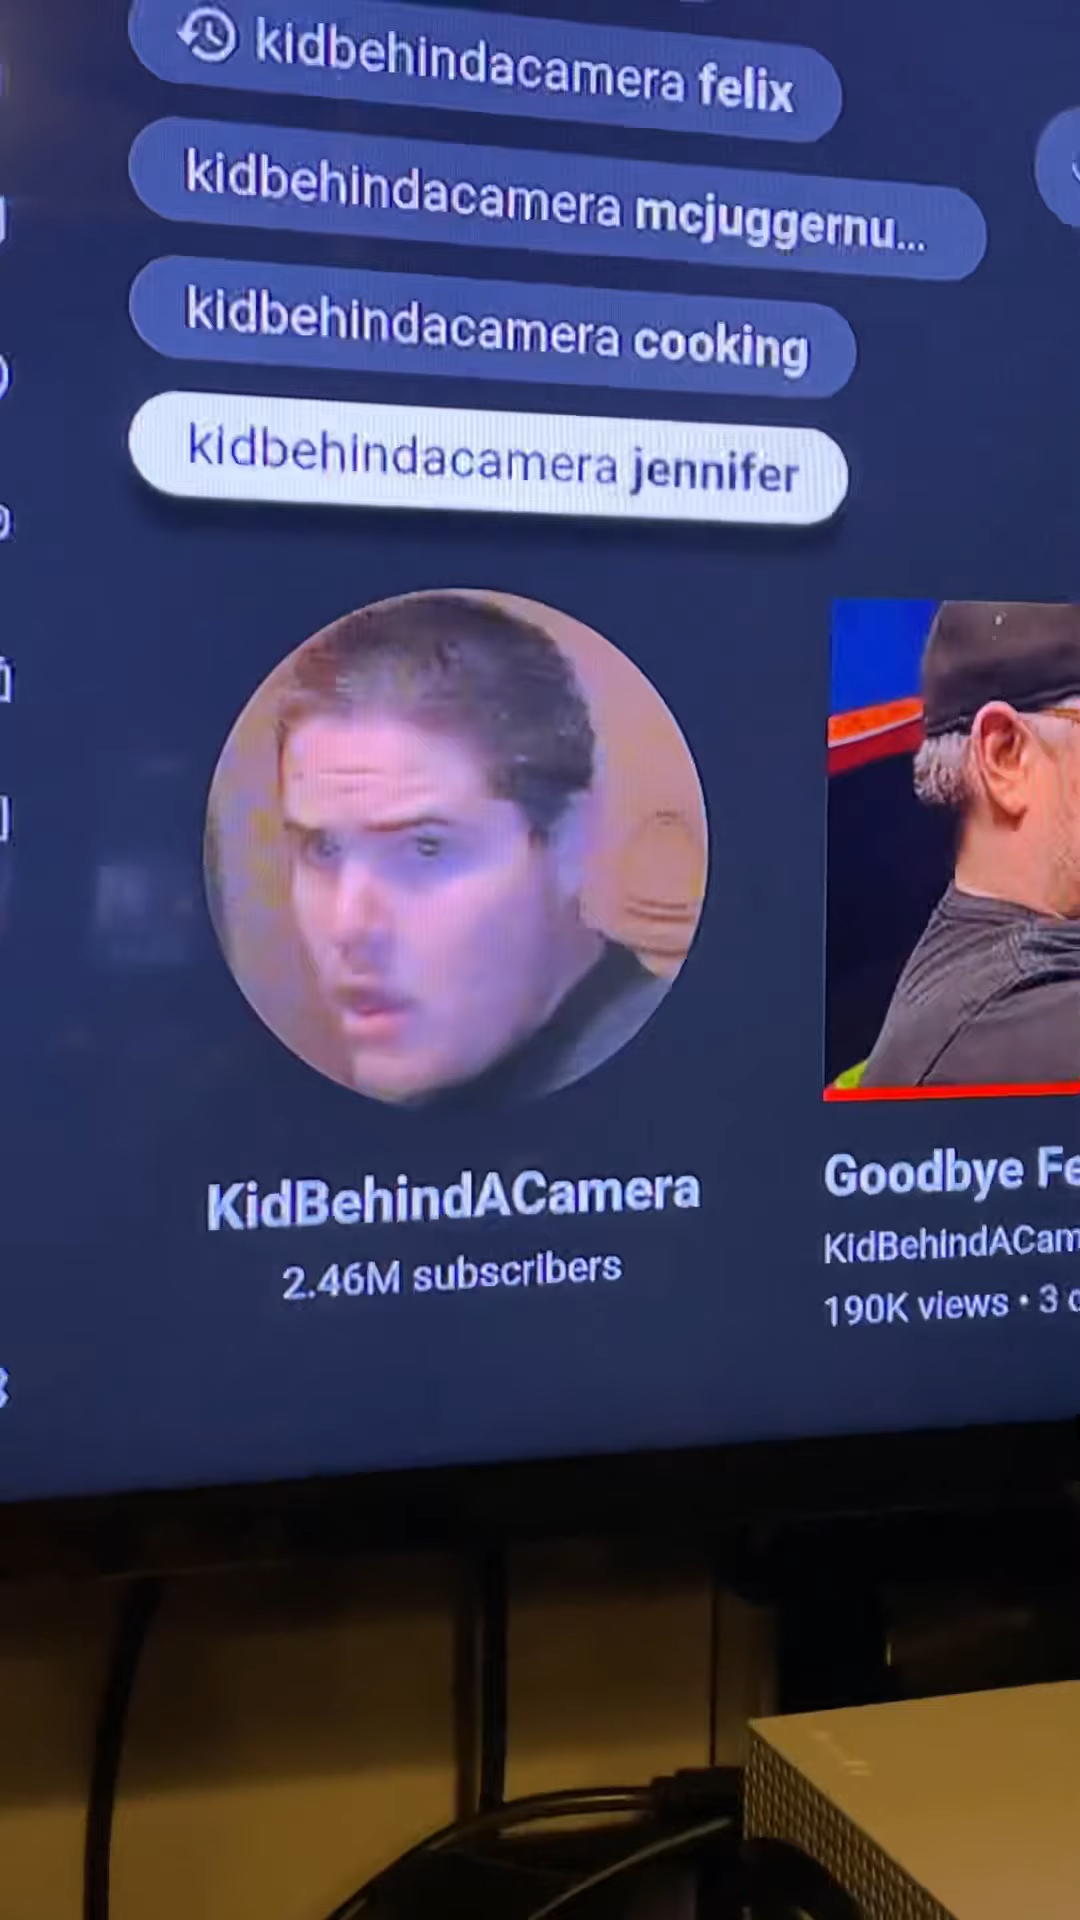 kidbehindacamera felix
kidbehindacamera mcjuggernu...
kidbehindacamera cooking
kidbehindacamera jennifer
KidBehindACamera
2.46M subscribers
Goodbye Fe
KidBehindACam
190K views • 3